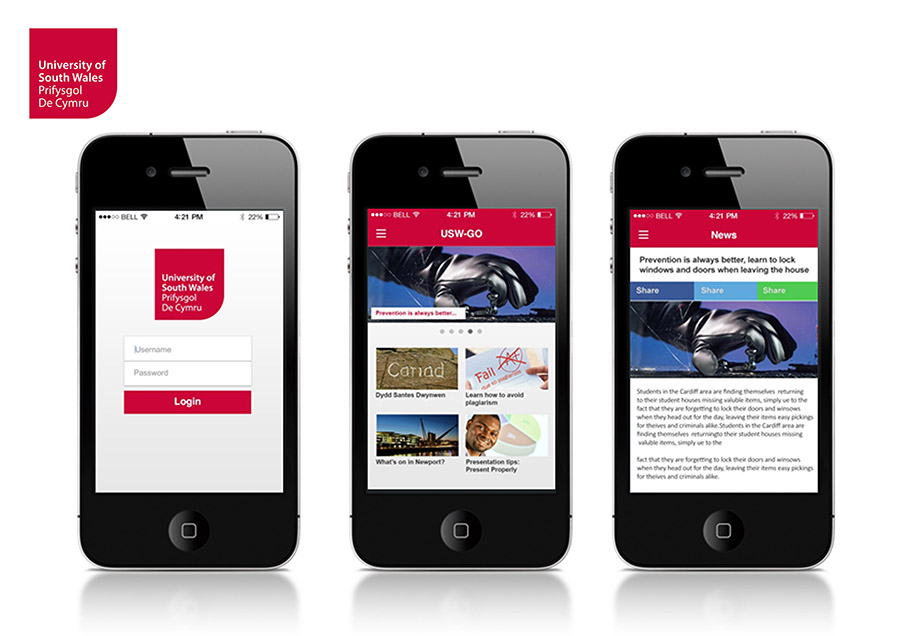 University of
South Wales
Prifysgol
De Cymru
BELL 4:21 PM 22%
University of
South Wales
Prifysgol
De Cymru
Username
Password
Login
BELL 4:21 PM 22%
USW-GO
Prevention is always better...
Cariad
Dydd Santes Dwynwen
Fail
due to plagiarism
Learn how to avoid
plagiarism
What's on in Newport?
Presentation tips:
Present Properly
BELL 4:21 PM 22%
News
Prevention is always better, learn to lock
windows and doors when leaving the house
Share Share Share
Students in the Cardiff area are finding themselves returning
to their student houses missing valuable items, simply ue to the
fact that they are forgetting to lock their doors and winsows
when they head out for the day, leaving their items easy pickings
for theives and criminals alike.Students in the Cardiff area are
finding themselves returningto their student houses missing
valuable items, simply ue to the
fact that they are forgetting to lock their doors and winsows
when they head out for the day, leaving their items easy pickings
for theives and criminals alike.